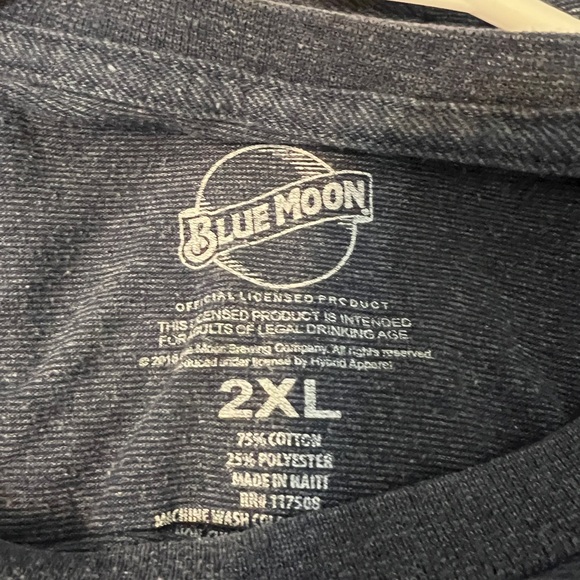 BLUE MOON
OFFICIAL LICENSED PRODUCT
THIS LICENSED PRODUCT IS INTENDED
FOR ADULTS OF LEGAL DRINKING AGE
© 2018 Moon Brewing Company. All rights reserved
under license by Hybrid Apparel
2XL
75% COTTON
25% POLYESTER
MADE IN HAITI
RN# 117508
MACHINE WASH